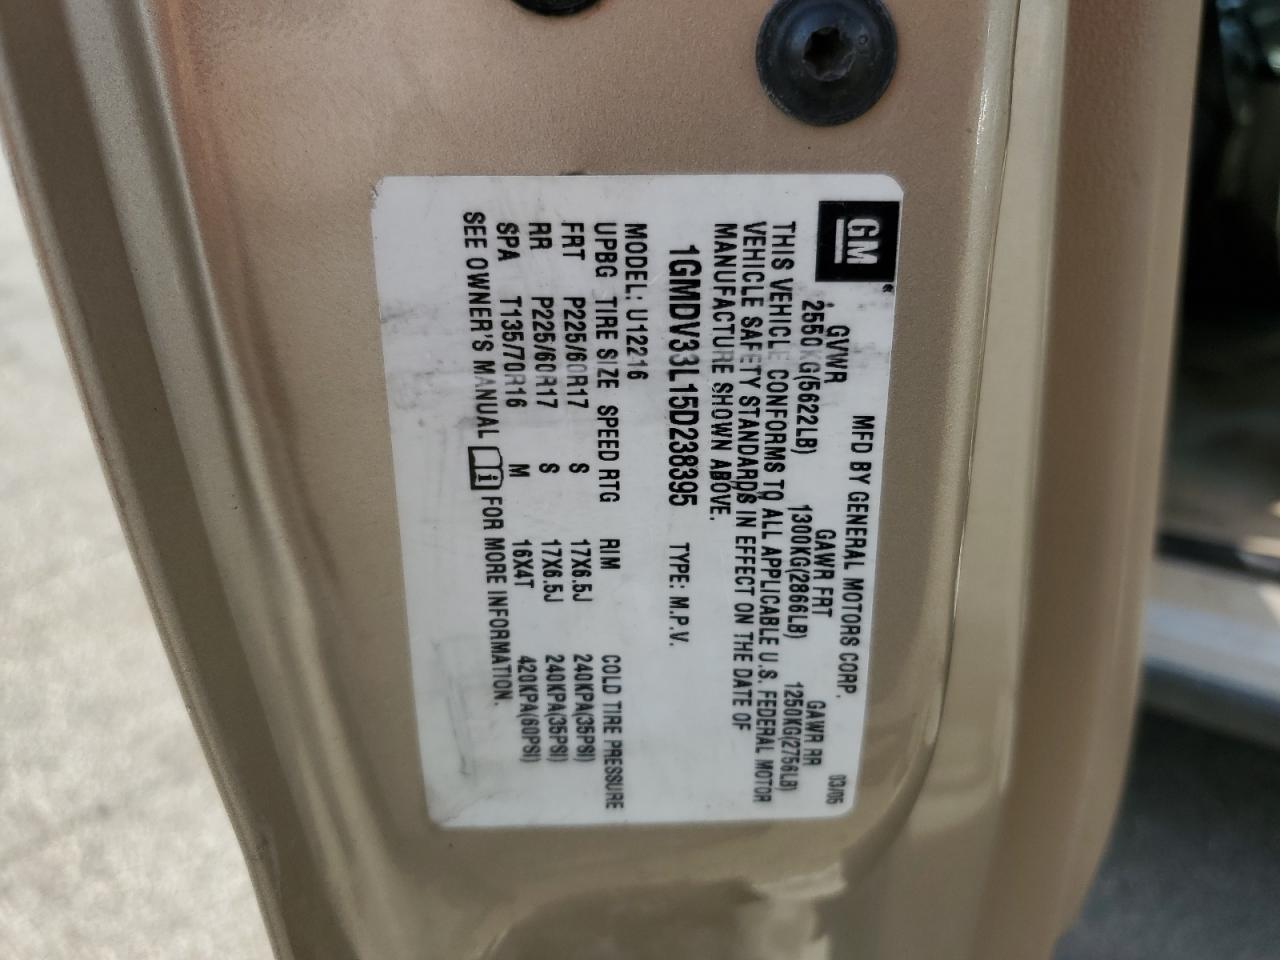 GM
MFD BY GENERAL MOTORS CORP. 03/05
GVWR GAWR FRT GAWR RR
2550KG(5622LB) 1300KG(2866LB) 1250KG(2756LB)
THIS VEHICLE CONFORMS TO ALL APPLICABLE U.S. FEDERAL MOTOR
VEHICLE SAFETY STANDARDS IN EFFECT ON THE DATE OF
MANUFACTURE SHOWN ABOVE.
1GMDV33L15D238395 TYPE: M.P.V.
MODEL: U12216
UPBG TIRE SIZE SPEED RTG RIM COLD TIRE PRESSURE
FRT P225/60R17 S 17X6.5J 240KPA(35PSI)
RR P225/60R17 S 17X6.5J 240KPA(35PSI)
SPA T135/70R16 M 16X4T 420KPA(60PSI)
SEE OWNER'S MANUAL FOR MORE INFORMATION.